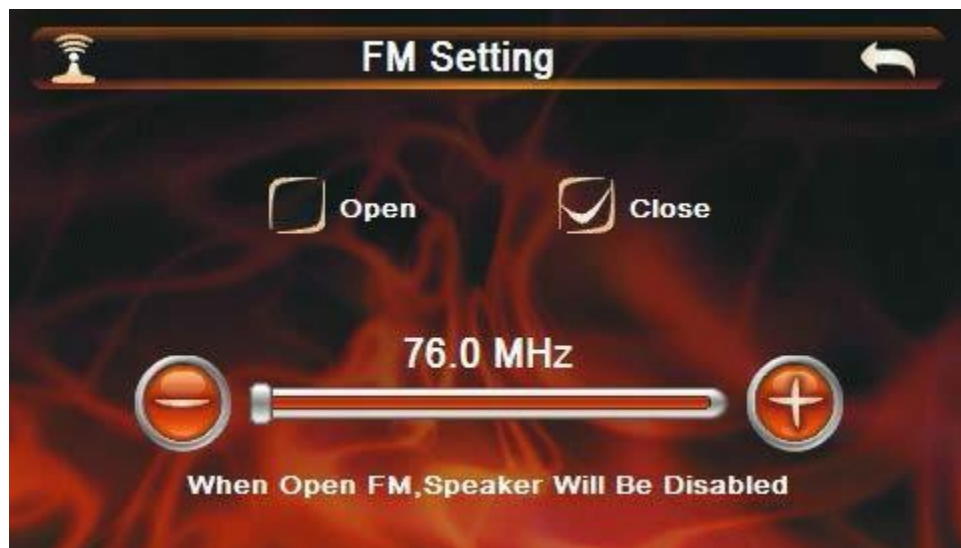 FM Setting
Open
Close
76.0 MHz
When Open FM,Speaker Will Be Disabled